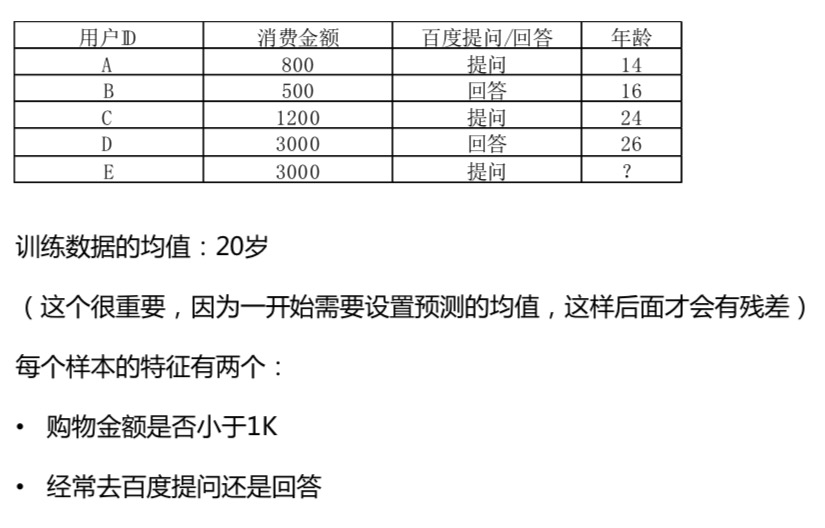 用户ID 消费金额 百度提问/回答 年龄
A 800 提问 14
B 500 回答 16
C 1200 提问 24
D 3000 回答 26
E 3000 提问 ?
训练数据的均值：20岁
（这个很重要，因为一开始需要设置预测的均值，这样后面才会有残差）
每个样本的特征有两个：
• 购物金额是否小于1K
• 经常去百度提问还是回答